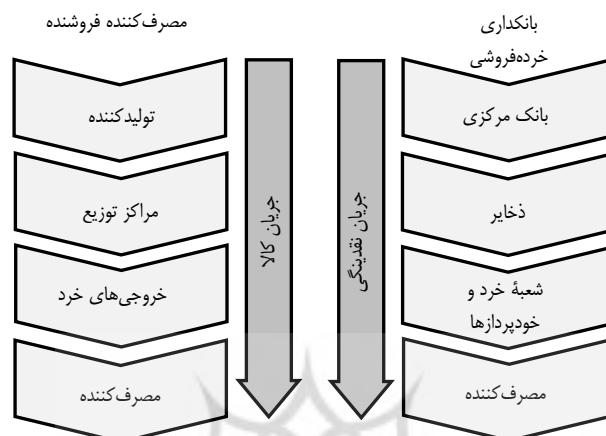 بانکداری
خرده‌فروشی
بانک مرکزی
ذخایر
شعبهٔ خرد و
خودپردازها
مصرف‌کننده
جریان نقدینگی
جریان کالا
مصرف‌کننده فروشنده
تولیدکننده
مراکز توزیع
خروجی‌های خرد
مصرف‌کننده